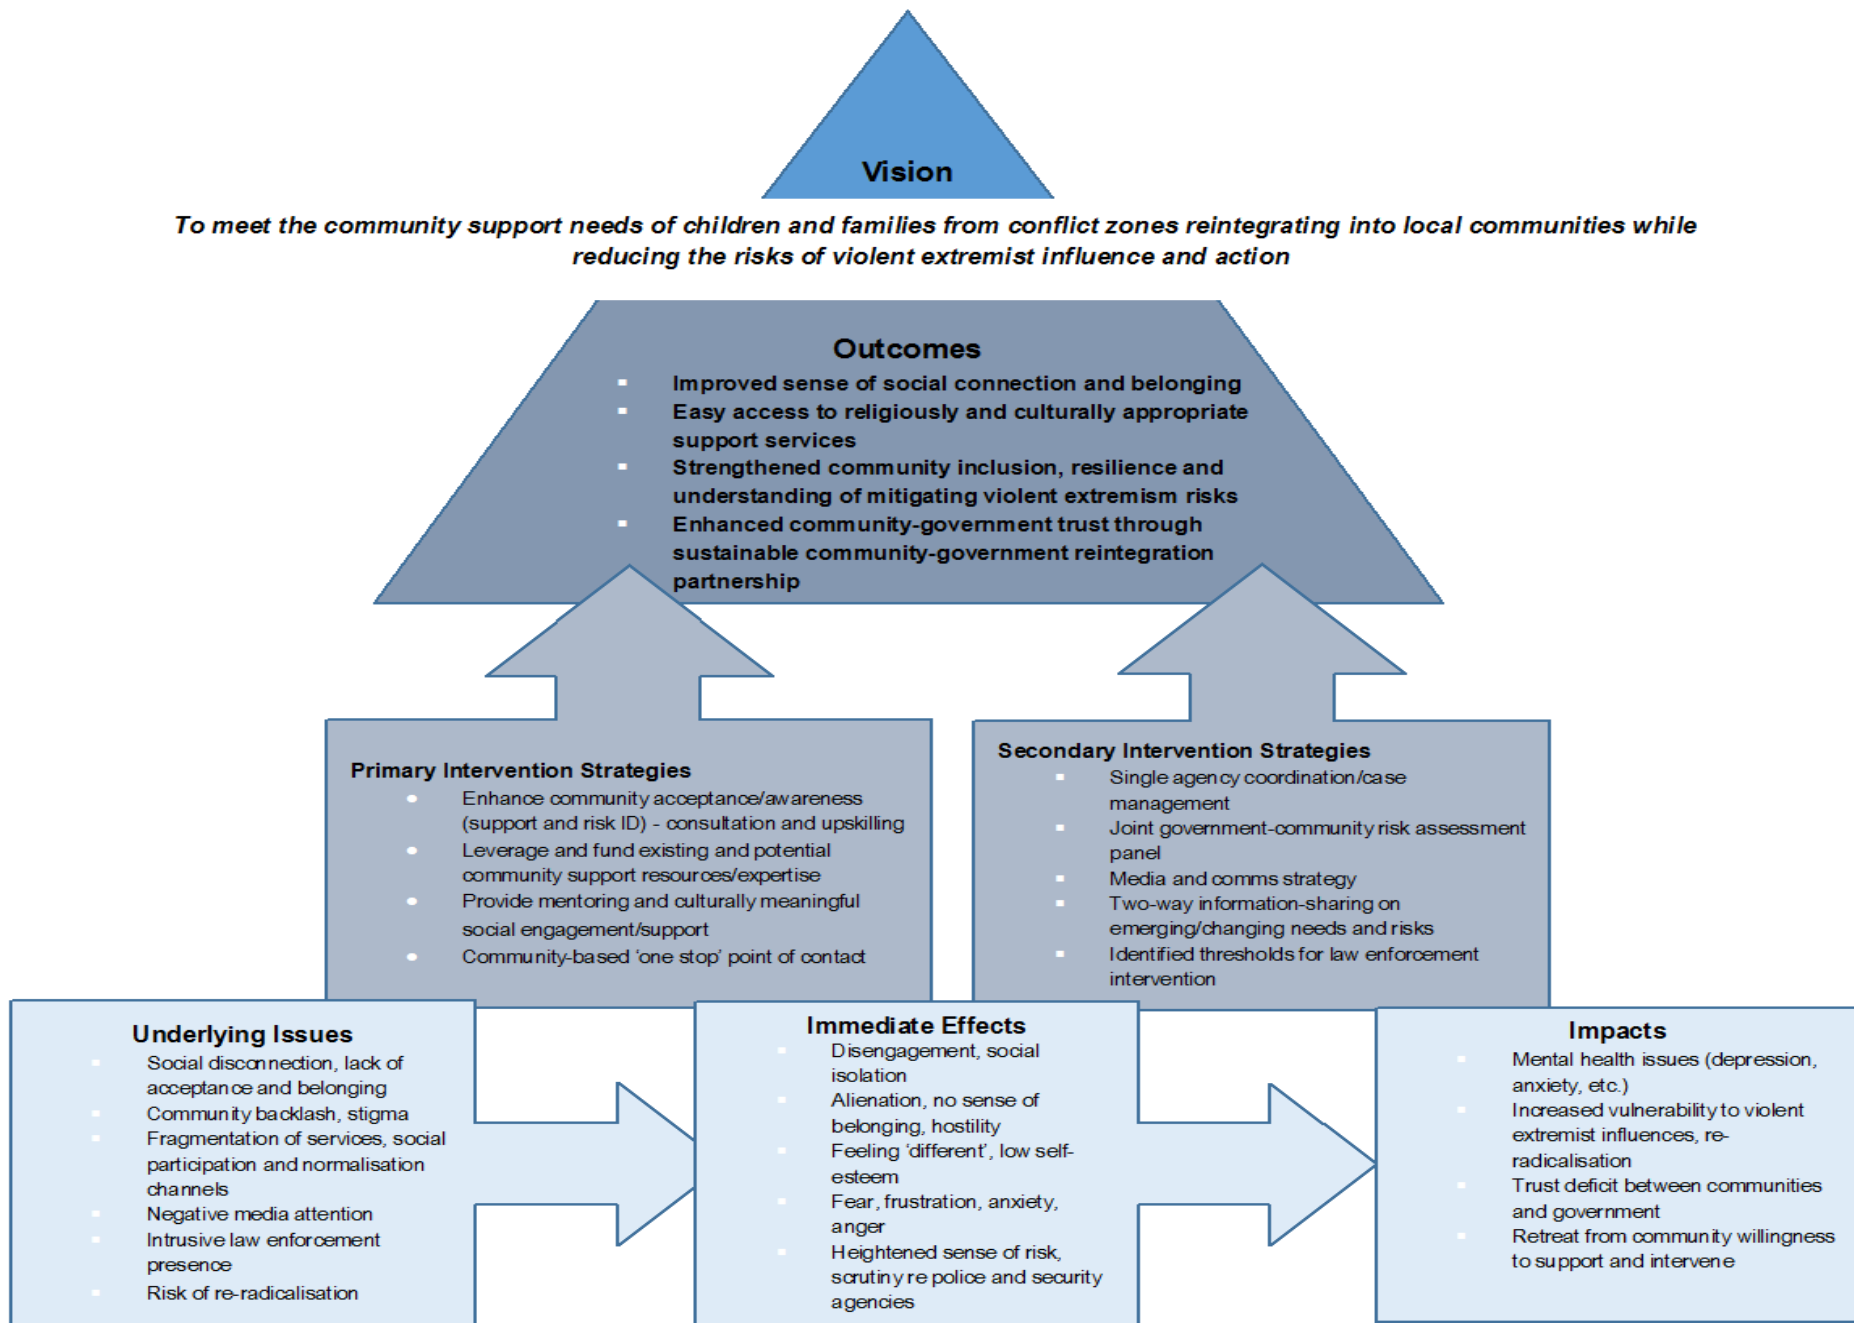 Vision
To meet the community support needs of children and families from conflict zones reintegrating into local communities while
reducing the risks of violent extremist influence and action
Outcomes
Improved sense of social connection and belonging
Easy access to religiously and culturally appropriate
support services
Strengthened community inclusion, resilience and
understanding of mitigating violent extremism risks
Enhanced community-government trust through
sustainable community-government reintegration
partnership
Primary Intervention Strategies
Enhance community acceptance/awareness
(support and risk ID) - consultation and upskilling
Leverage and fund existing and potential
community support resources/expertise
Provide mentoring and culturally meaningful
social engagement/support
Community-based ‘one stop’ point of contact
Secondary Intervention Strategies
Single agency coordination/case
management
Joint government-community risk assessment
panel
Media and comms strategy
Two-way information-sharing on
emerging/changing needs and risks
Identified thresholds for law enforcement
intervention
Underlying Issues
Social disconnection, lack of
acceptance and belonging
Community backlash, stigma
Fragmentation of services, social
participation and normalisation
channels
Negative media attention
Intrusive law enforcement
presence
Risk of re-radicalisation
Immediate Effects
Disengagement, social
isolation
Alienation, no sense of
belonging, hostility
Feeling ‘different’, low self-
esteem
Fear, frustration, anxiety,
anger
Heightened sense of risk,
scrutiny re police and security
agencies
Impacts
Mental health issues (depression,
anxiety, etc.)
Increased vulnerability to violent
extremist influences, re-
radicalisation
Trust deficit between communities
and government
Retreat from community willingness
to support and intervene